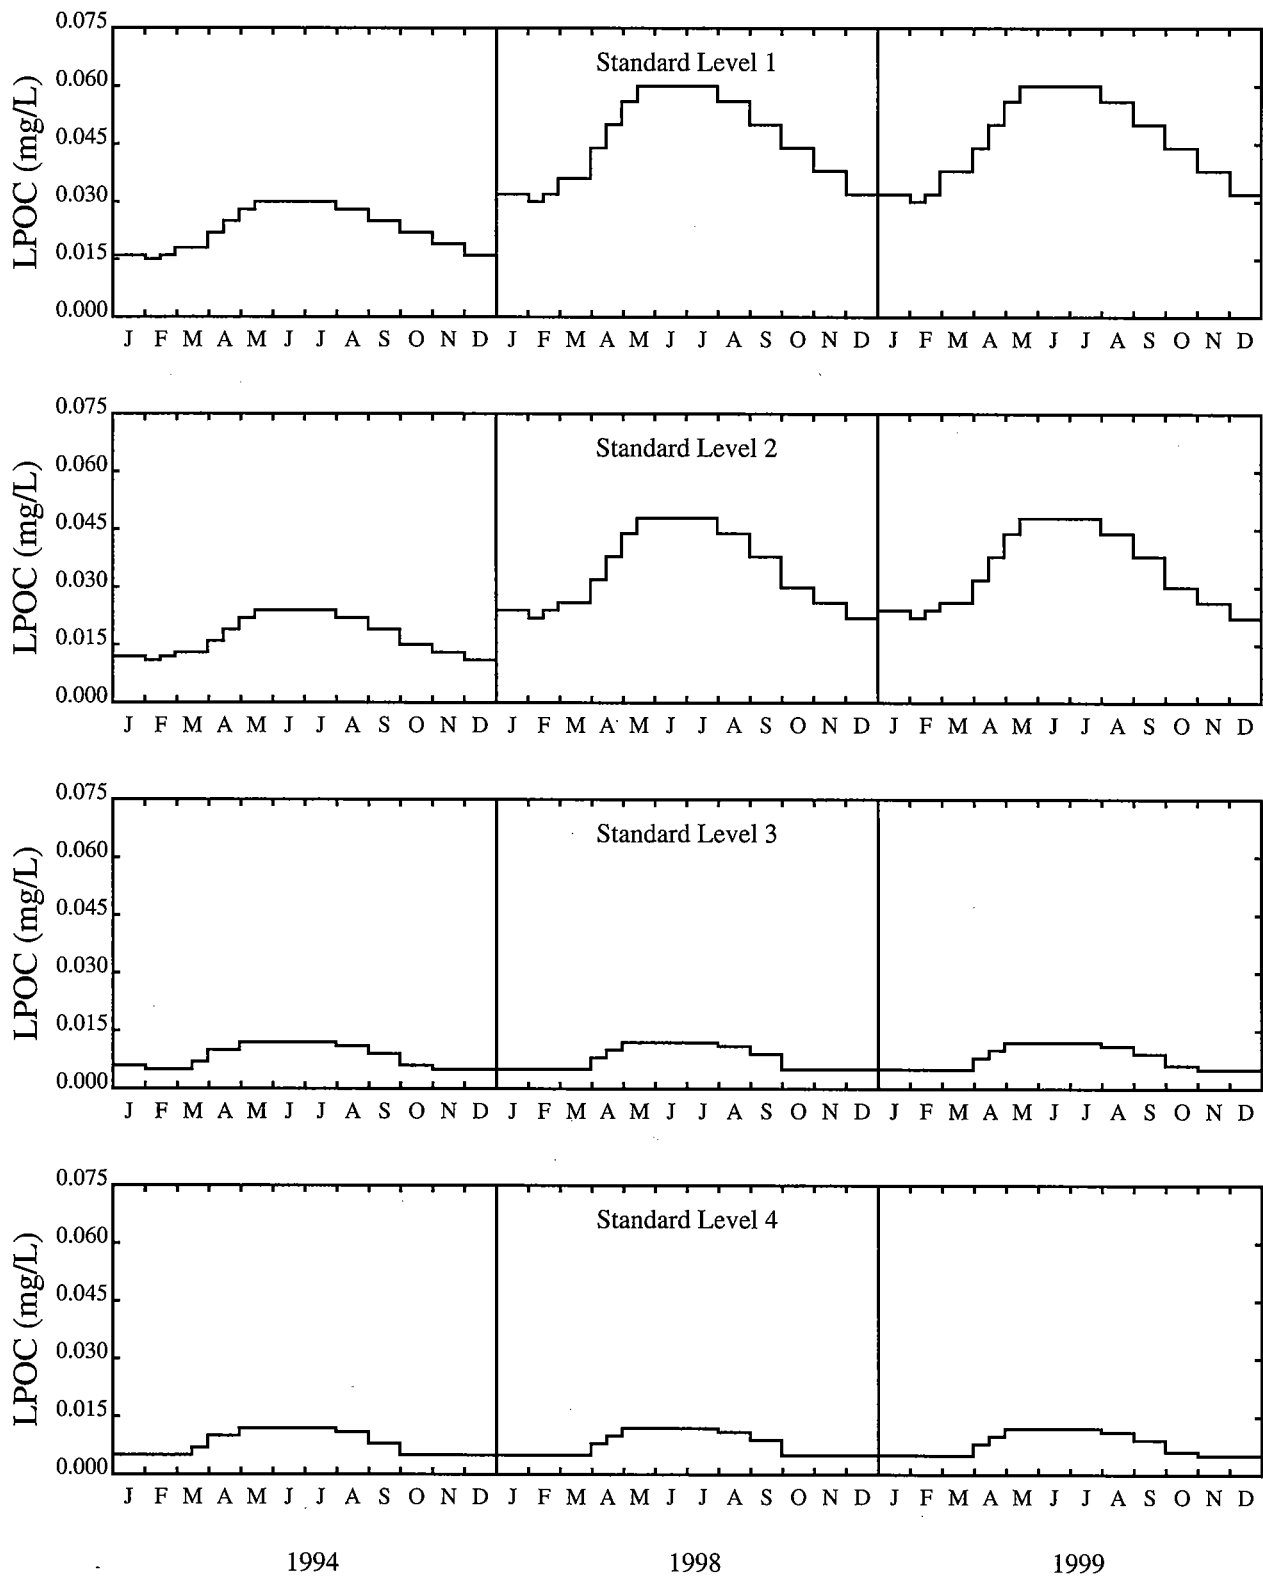 0.075
Standard Level 1
0.060
0.045
0.030
0.015
0.000
LPOC (mg/L)
J F M A M J J A S O N D J F M A M J J A S O N D J F M A M J J A S O N D
0.075
Standard Level 2
0.060
0.045
0.030
0.015
0.000
LPOC (mg/L)
J F M A M J J A S O N D J F M A M J J A S O N D J F M A M J J A S O N D
0.075
Standard Level 3
0.060
0.045
0.030
0.015
0.000
LPOC (mg/L)
J F M A M J J A S O N D J F M A M J J A S O N D J F M A M J J A S O N D
0.075
Standard Level 4
0.060
0.045
0.030
0.015
0.000
LPOC (mg/L)
J F M A M J J A S O N D J F M A M J J A S O N D J F M A M J J A S O N D
1994 1998 1999